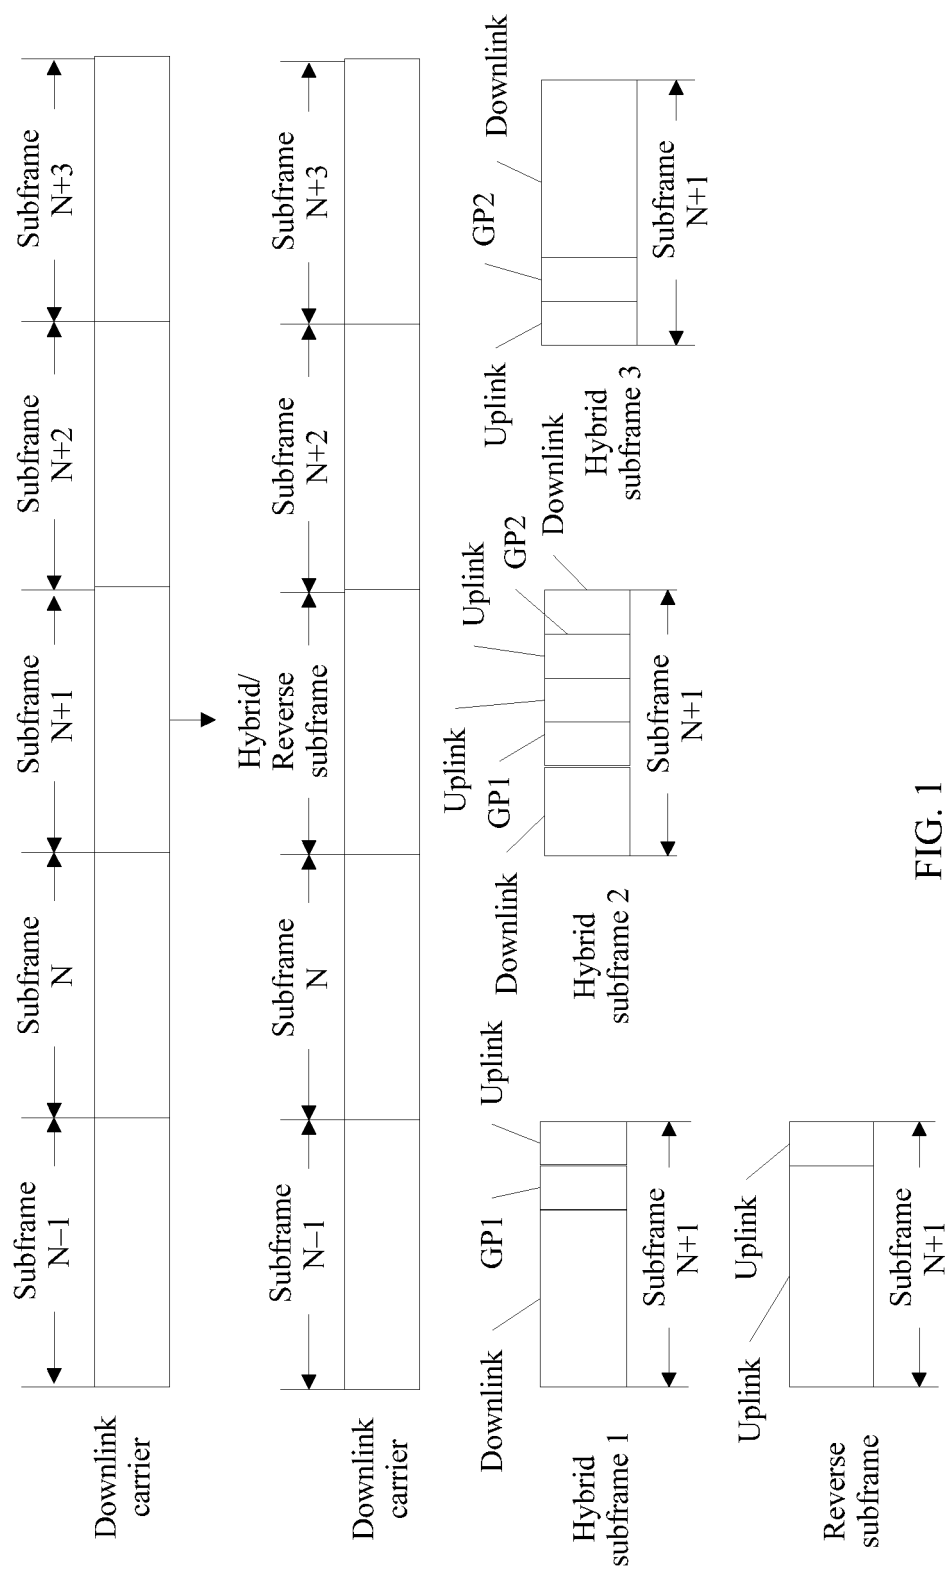 Subframe
N–1
Subframe
N
Subframe
N+1
Subframe
N+2
Subframe
N+3
Downlink
carrier
Subframe
N–1
Subframe
N
Hybrid/
Reverse
subframe
Subframe
N+2
Subframe
N+3
Downlink
carrier
Downlink
GP1
Uplink
Hybrid
subframe 1
Subframe
N+1
Downlink
GP1
Uplink
Uplink
GP2
Downlink
Hybrid
subframe 2
Subframe
N+1
Uplink
GP2
Downlink
Hybrid
subframe 3
Subframe
N+1
Uplink
Uplink
Reverse
subframe
Subframe
N+1
FIG. 1